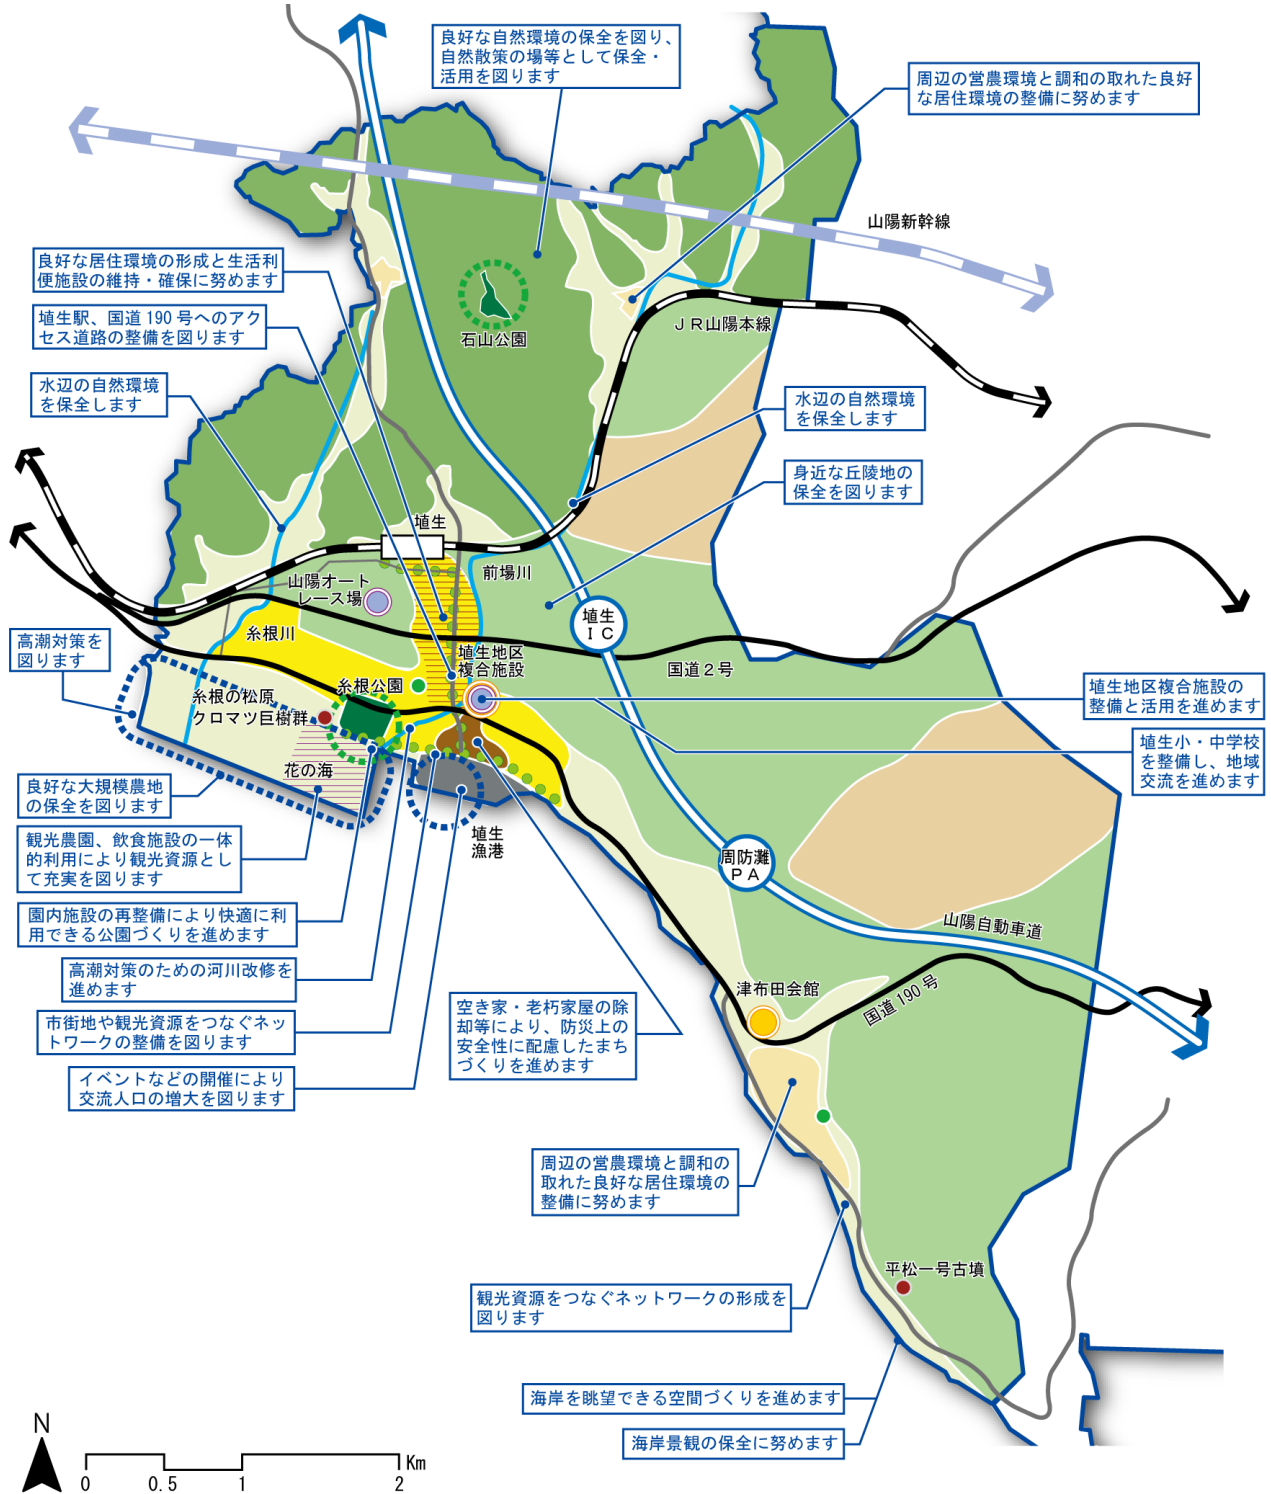 良好な自然環境の保全を図り、
自然散策の場等として保全・
活用を図ります
周辺の営農環境と調和の取れた良好
な居住環境の整備に努めます
山陽新幹線
良好な居住環境の形成と生活利
便施設の維持・確保に努めます
埴生駅、国道190号へのアク
セス道路の整備を図ります
石山公園
JR山陽本線
水辺の自然環境
を保全します
水辺の自然環境
を保全します
身近な丘陵地の
保全を図ります
埴生
前場川
山陽オート
レース場
埴生
IC
高潮対策を
図ります
糸根川
埴生地区
複合施設
国道2号
糸根公園
糸根の松原
クロマツ巨樹群
埴生地区複合施設の
整備と活用を進めます
埴生小・中学校
を整備し、地域
交流を進めます
花の海
良好な大規模農地
の保全を図ります
埴生
漁港
観光農園、飲食施設の一体
的利用により観光資源とし
て充実を図ります
周防灘
PA
園内施設の再整備により快適に利
用できる公園づくりを進めます
山陽自動車道
高潮対策のための河川改修を
進めます
津布田会館
国道190号
市街地や観光資源をつなぐネッ
トワークの整備を図ります
空き家・老朽家屋の除
却等により、防災上の
安全性に配慮したまち
づくりを進めます
イベントなどの開催により
交流人口の増大を図ります
周辺の営農環境と調和の
取れた良好な居住環境の
整備に努めます
平松一号古墳
観光資源をつなぐネットワークの形成を
図ります
海岸を眺望できる空間づくりを進めます
海岸景観の保全に努めます
N
0 0.5 1 2 Km